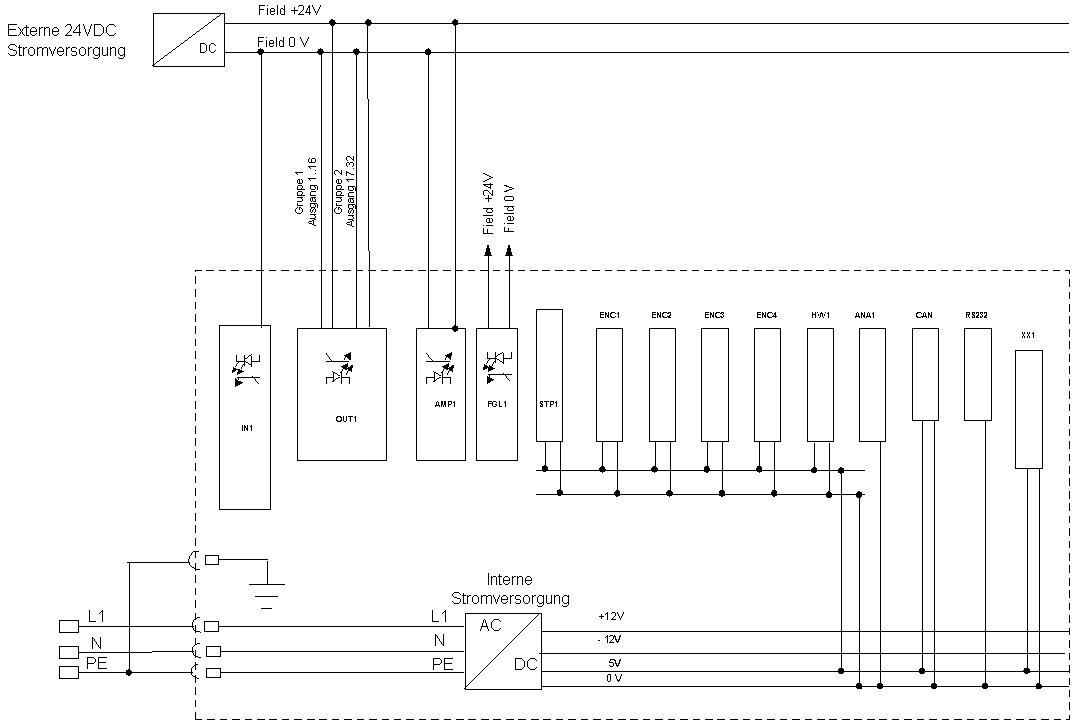 Field +24V
Externe 24VDC
Stromversorgung
DC
Field 0 V
Gruppe 1
Ausgang 1..16
Gruppe 2
Ausgang 17.32
Field +24V
Field 0 V
ENC1
ENC2
ENC3
ENC4
HW1
ANA1
CAN
RS232
XX1
IN1
OUT1
AMP1
FGL1
STP1
Interne
Stromversorgung
L1
L1
AC
+12V
N
N
- 12V
PE
PE
DC
5V
0 V